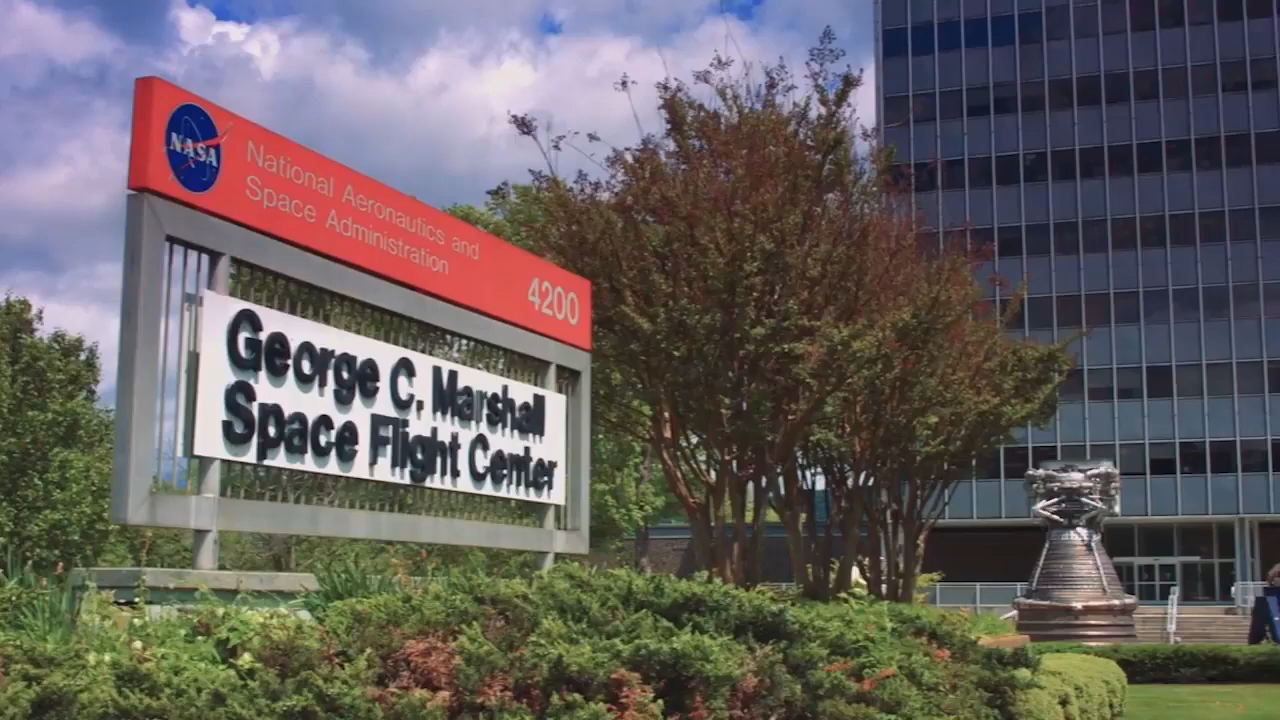 NASA
National Aeronautics and
Space Administration
4200
George C. Marshall
Space Flight Center